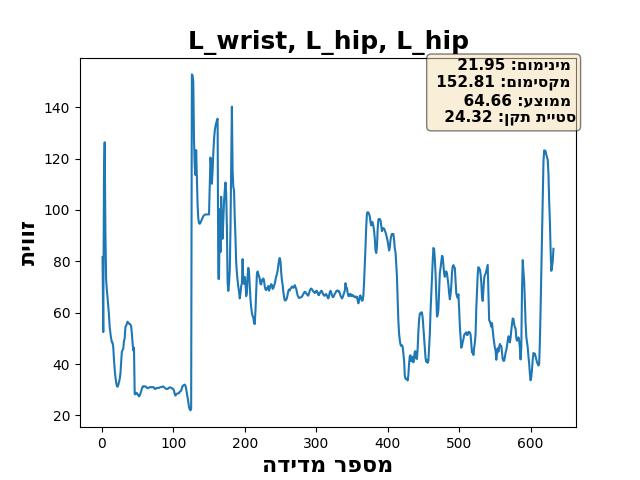 L_wrist, L_hip, L_hip
מינימום: 21.95
מקסימום: 152.81
ממוצע: 64.66
סטיית תקן: 24.32
זווית
140
120
100
80
60
40
20
0 100 200 300 400 500 600
מספר מדידה